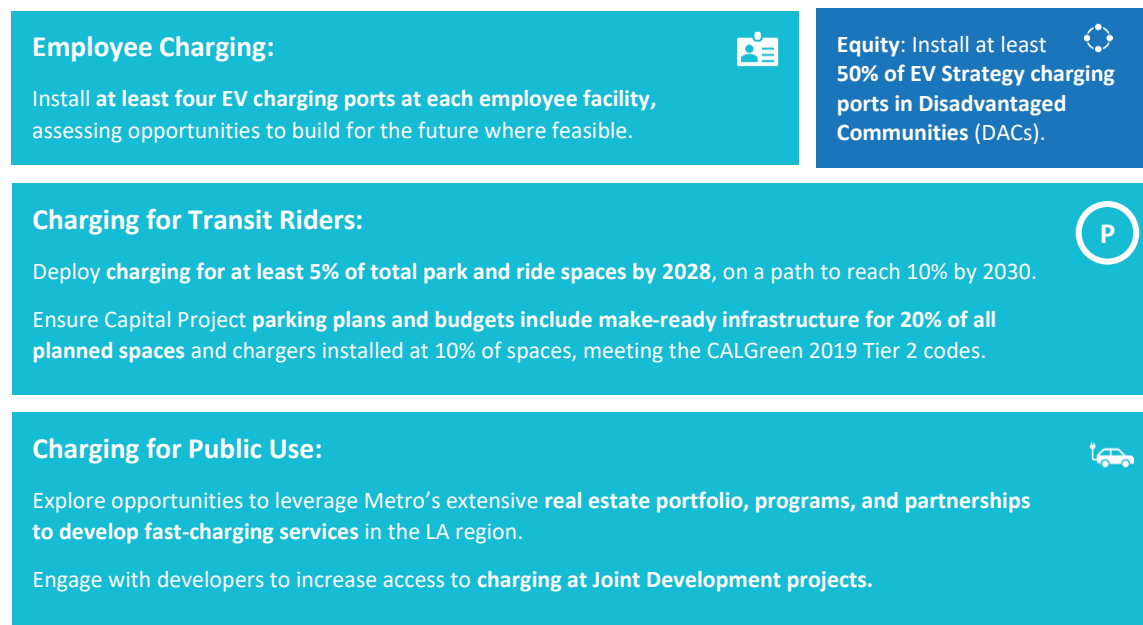 Employee Charging:
Install at least four EV charging ports at each employee facility,
assessing opportunities to build for the future where feasible.
Equity: Install at least
50% of EV Strategy charging
ports in Disadvantaged
Communities (DACs).
Charging for Transit Riders:
P
Deploy charging for at least 5% of total park and ride spaces by 2028, on a path to reach 10% by 2030.
Ensure Capital Project parking plans and budgets include make-ready infrastructure for 20% of all
planned spaces and chargers installed at 10% of spaces, meeting the CALGreen 2019 Tier 2 codes.
Charging for Public Use:
Explore opportunities to leverage Metro's extensive real estate portfolio, programs, and partnerships
to develop fast-charging services in the LA region.
Engage with developers to increase access to charging at Joint Development projects.